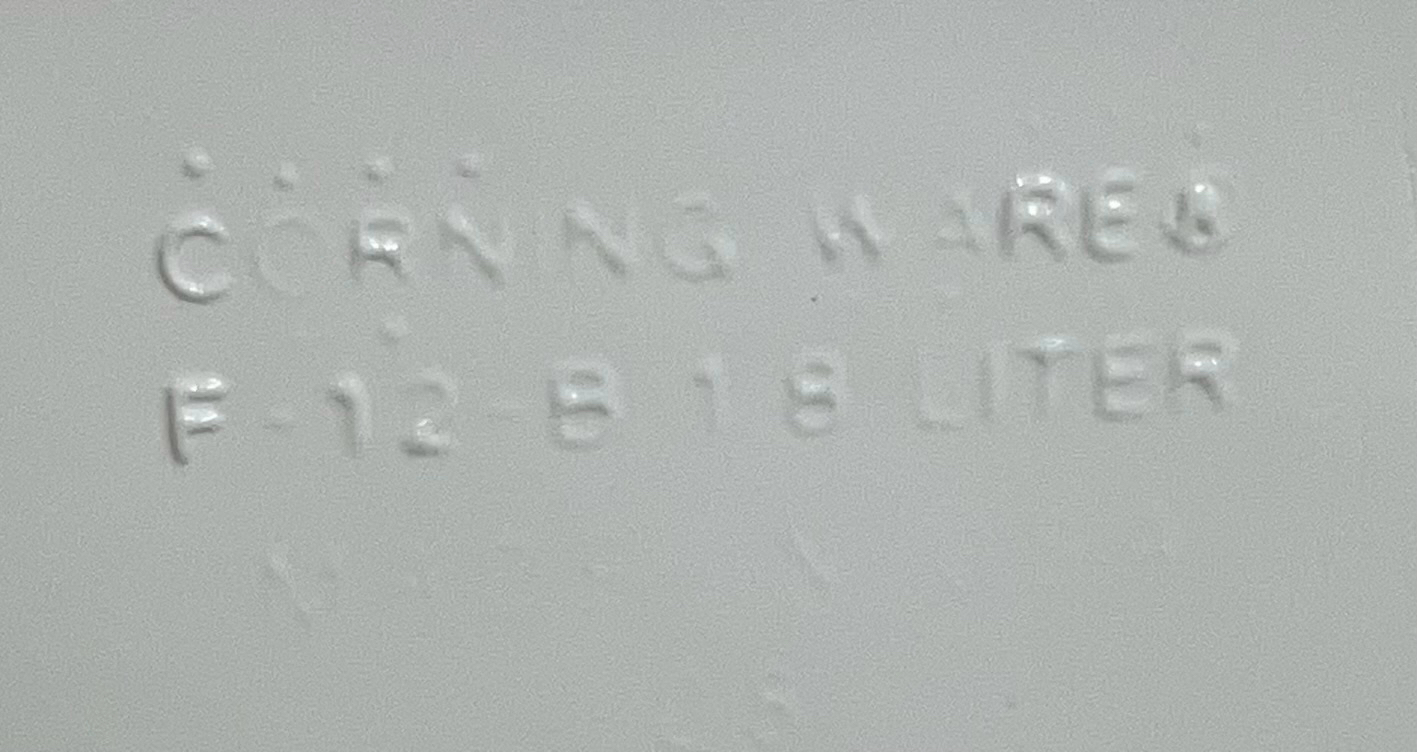 CORNING WARE®
F-12-B 1 8 LITER